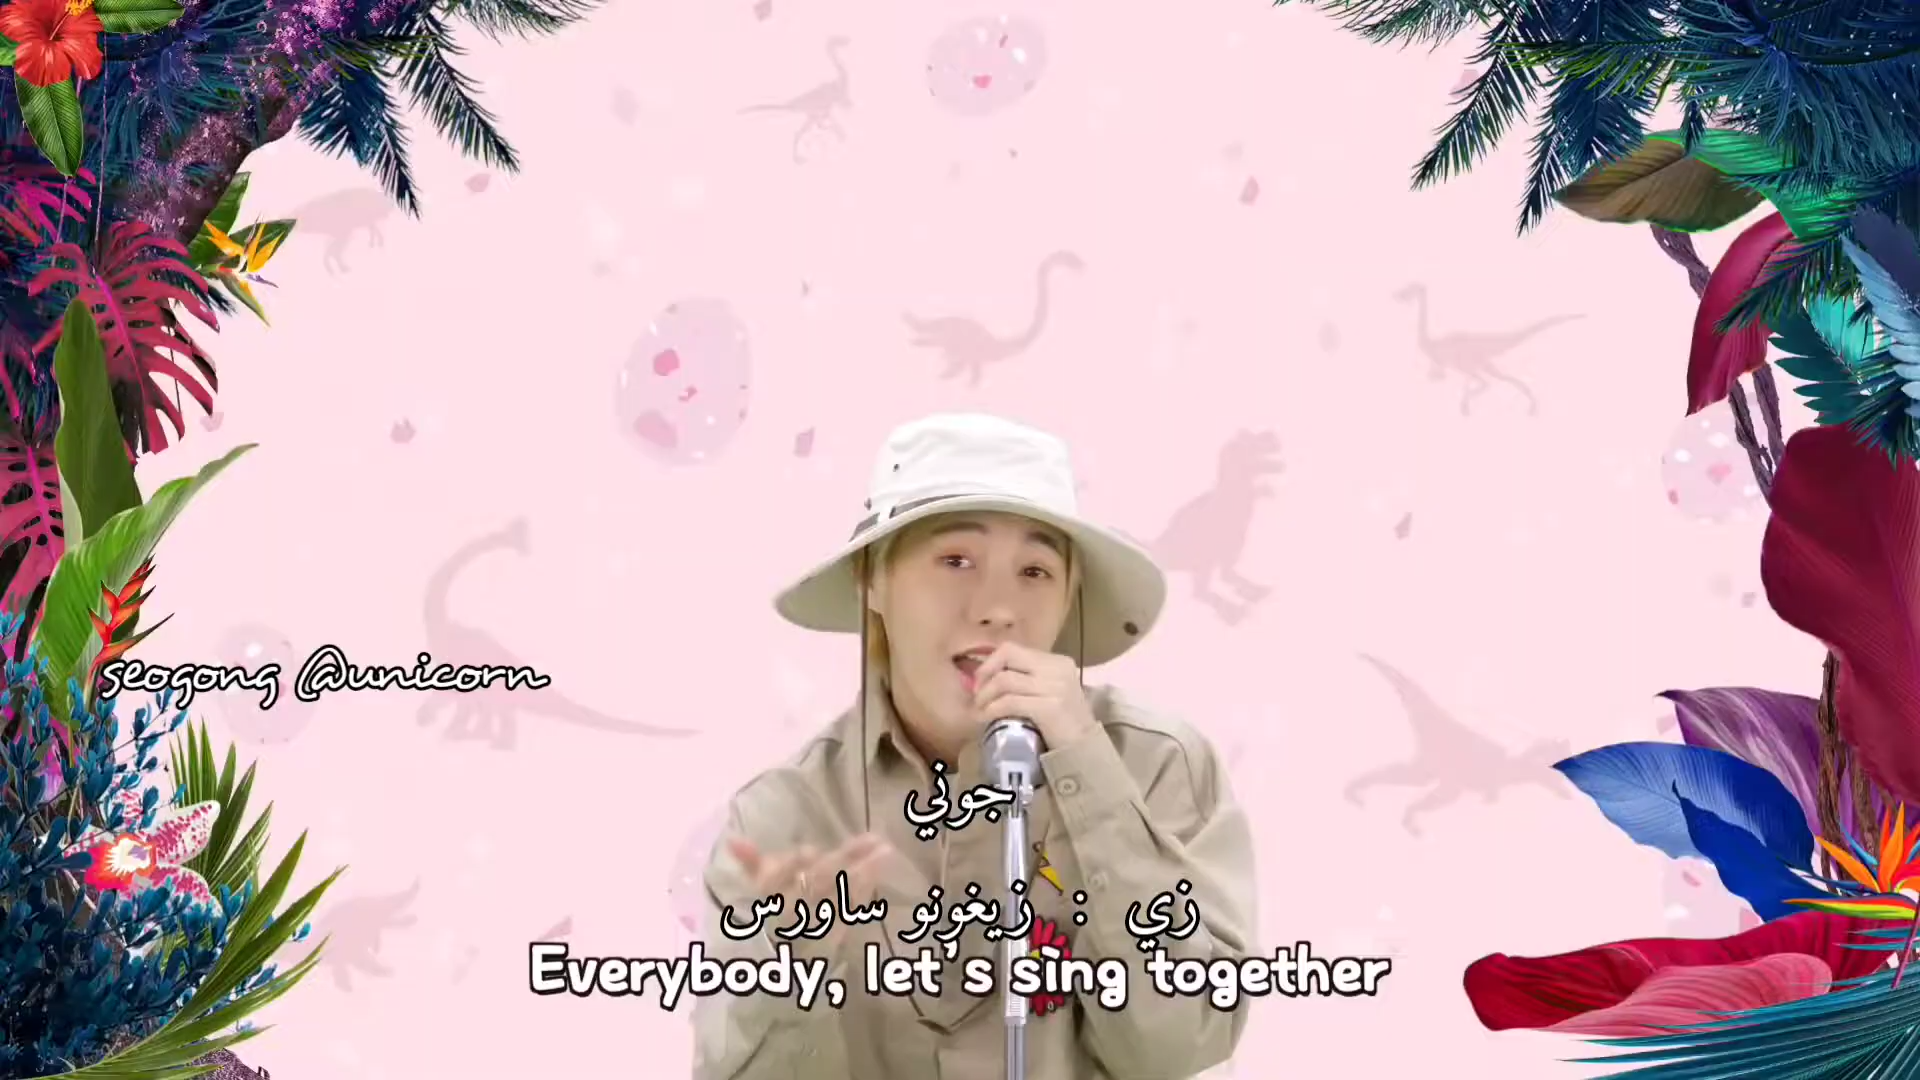 seogong @unicorn
جوني
زي : زيغونو ساورس
Everybody, let's sing together